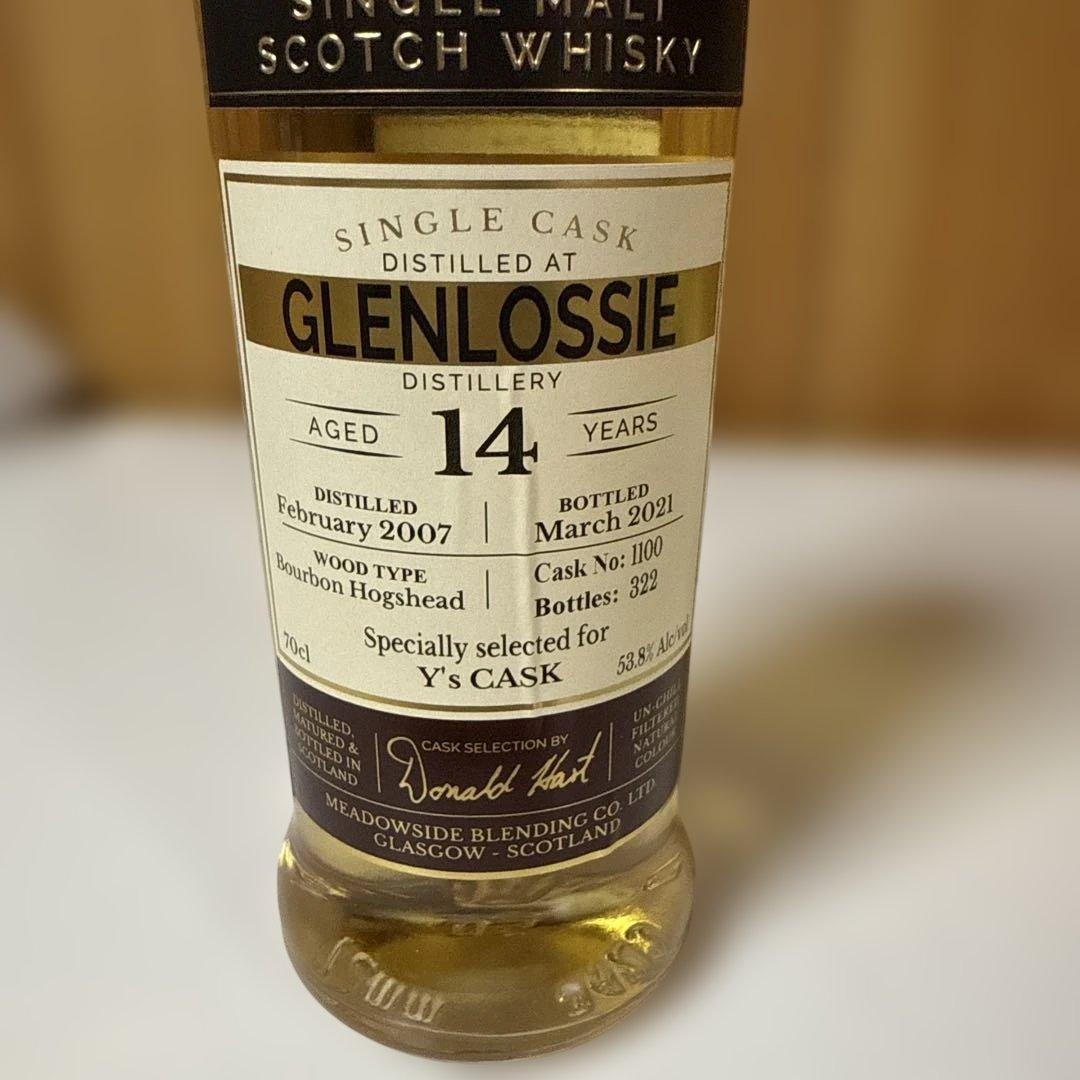 SINGLE MALT
SCOTCH WHISKY
SINGLE CASK
DISTILLED AT
GLENLOSSIE
DISTILLERY
AGED 14 YEARS
DISTILLED
February 2007
BOTTLED
March 2021
WOOD TYPE
Bourbon Hogshead
Cask No: 1100
Bottles: 322
Specially selected for
Y's CASK
70cl
53.8% Alc/vol
DISTILLED,
MATURED &
BOTTLED IN
SCOTLAND
CASK SELECTION BY
Donald Hart
UN-CHILL
FILTERED
NATURAL
COLOUR
MEADOWSIDE BLENDING CO. LTD.
GLASGOW - SCOTLAND